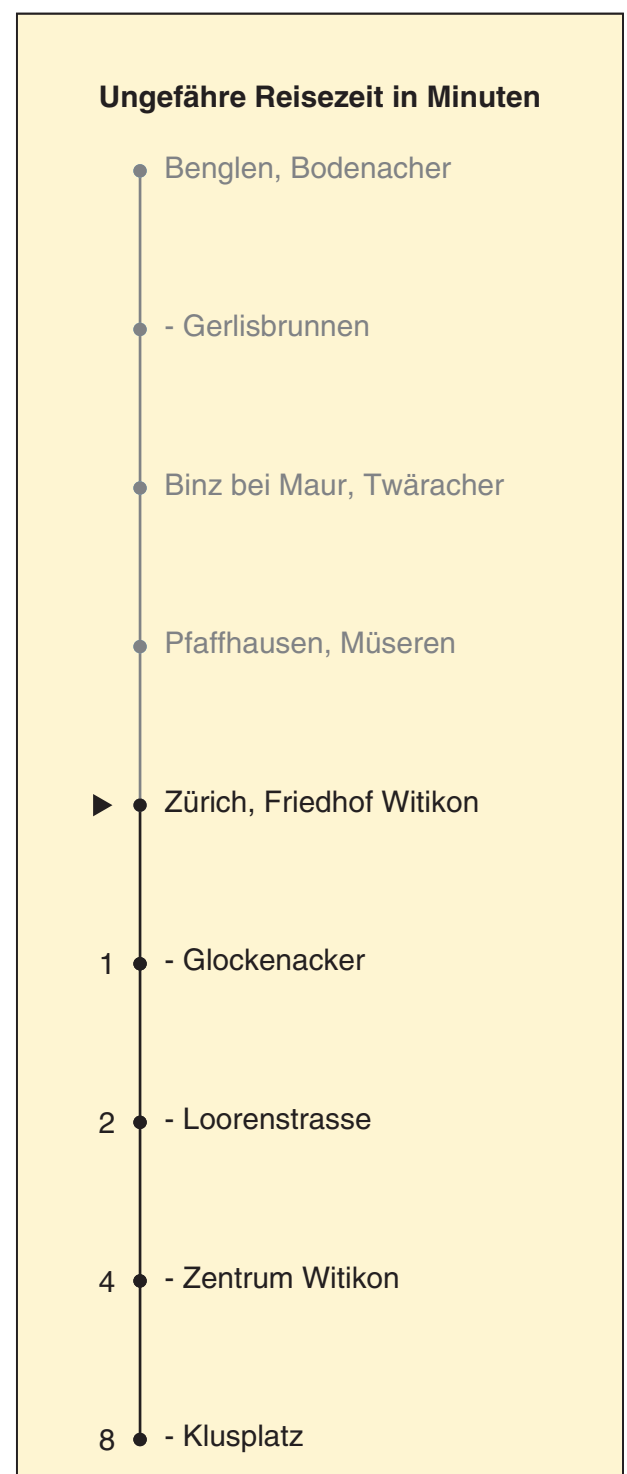 Ungefähre Reisezeit in Minuten
Benglen, Bodenacher
- Gerlisbrunnen
Binz bei Maur, Twäracher
Pfaffhausen, Müseren
Zürich, Friedhof Witikon
1 - Glockenacker
2 - Loorenstrasse
4 - Zentrum Witikon
8 - Klusplatz